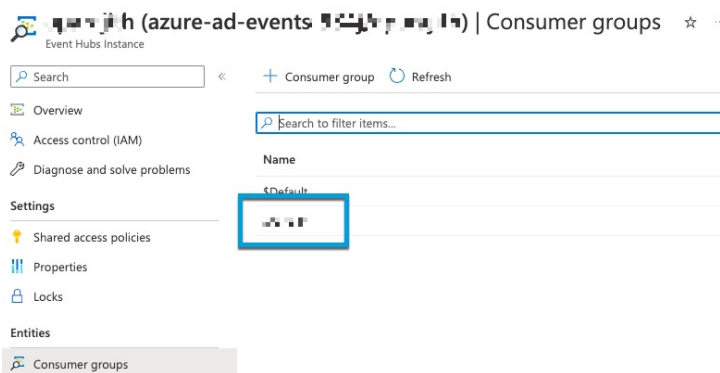 (azure-ad-events ) | Consumer groups
Event Hubs Instance
Search
«
Consumer group
Refresh
Overview
Search to filter items...
Access control (IAM)
Name
Diagnose and solve problems
$Default
Settings
Shared access policies
Properties
Locks
Entities
Consumer groups